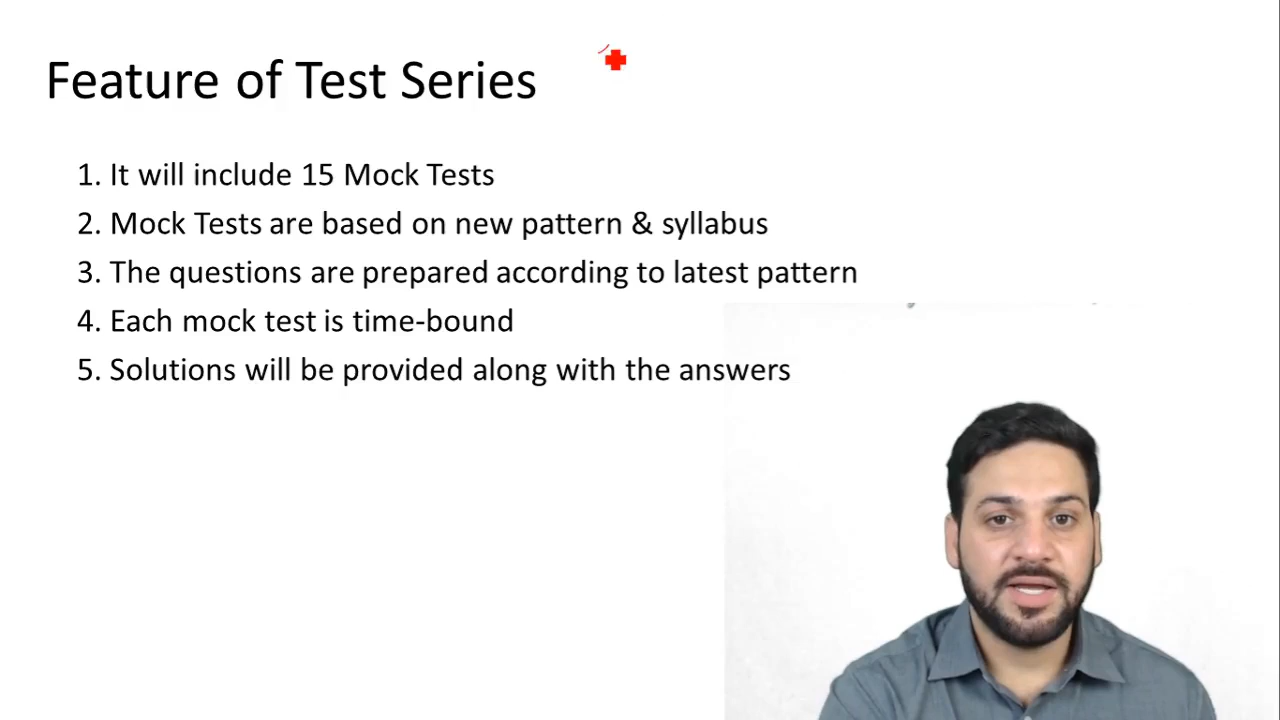 Feature of Test Series
1. It will include 15 Mock Tests
2. Mock Tests are based on new pattern & syllabus
3. The questions are prepared according to latest pattern
4. Each mock test is time-bound
5. Solutions will be provided along with the answers